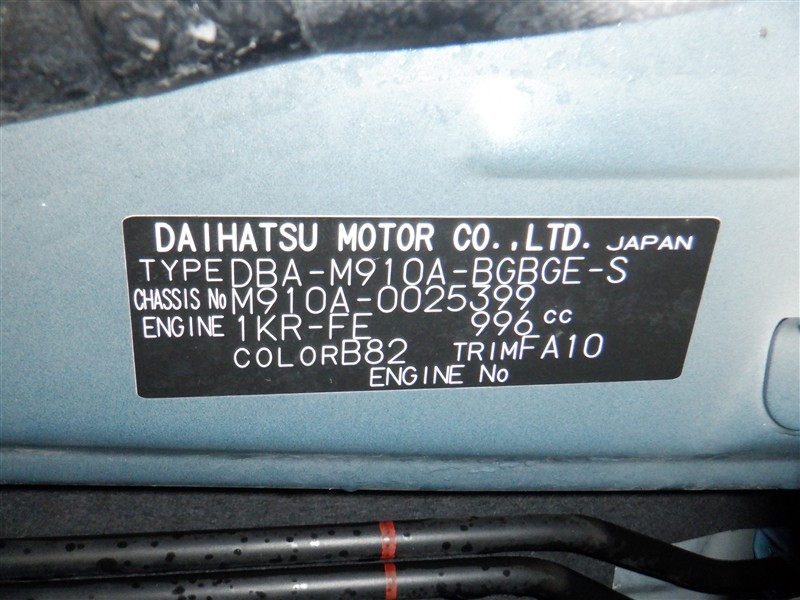 DAIHATSU MOTOR CO.,LTD. JAPAN
TYPE DBA-M910A-BGBGE-S
CHASSIS No M910A-0025399
ENGINE 1KR-FE 996 cc
COLOR B82 TRIM FA10
ENGINE No